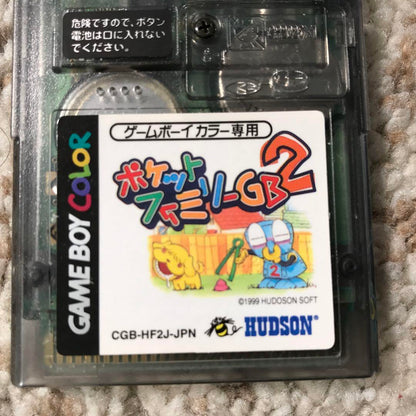 危険ですので、ボタン
電池は口に入れない
でください。
ゲームボーイ カラー専用
GAME BOY COLOR
ポケット
ファミリーGB2
2
©1999 HUDOSON SOFT
CGB-HF2J-JPN
HUDSON